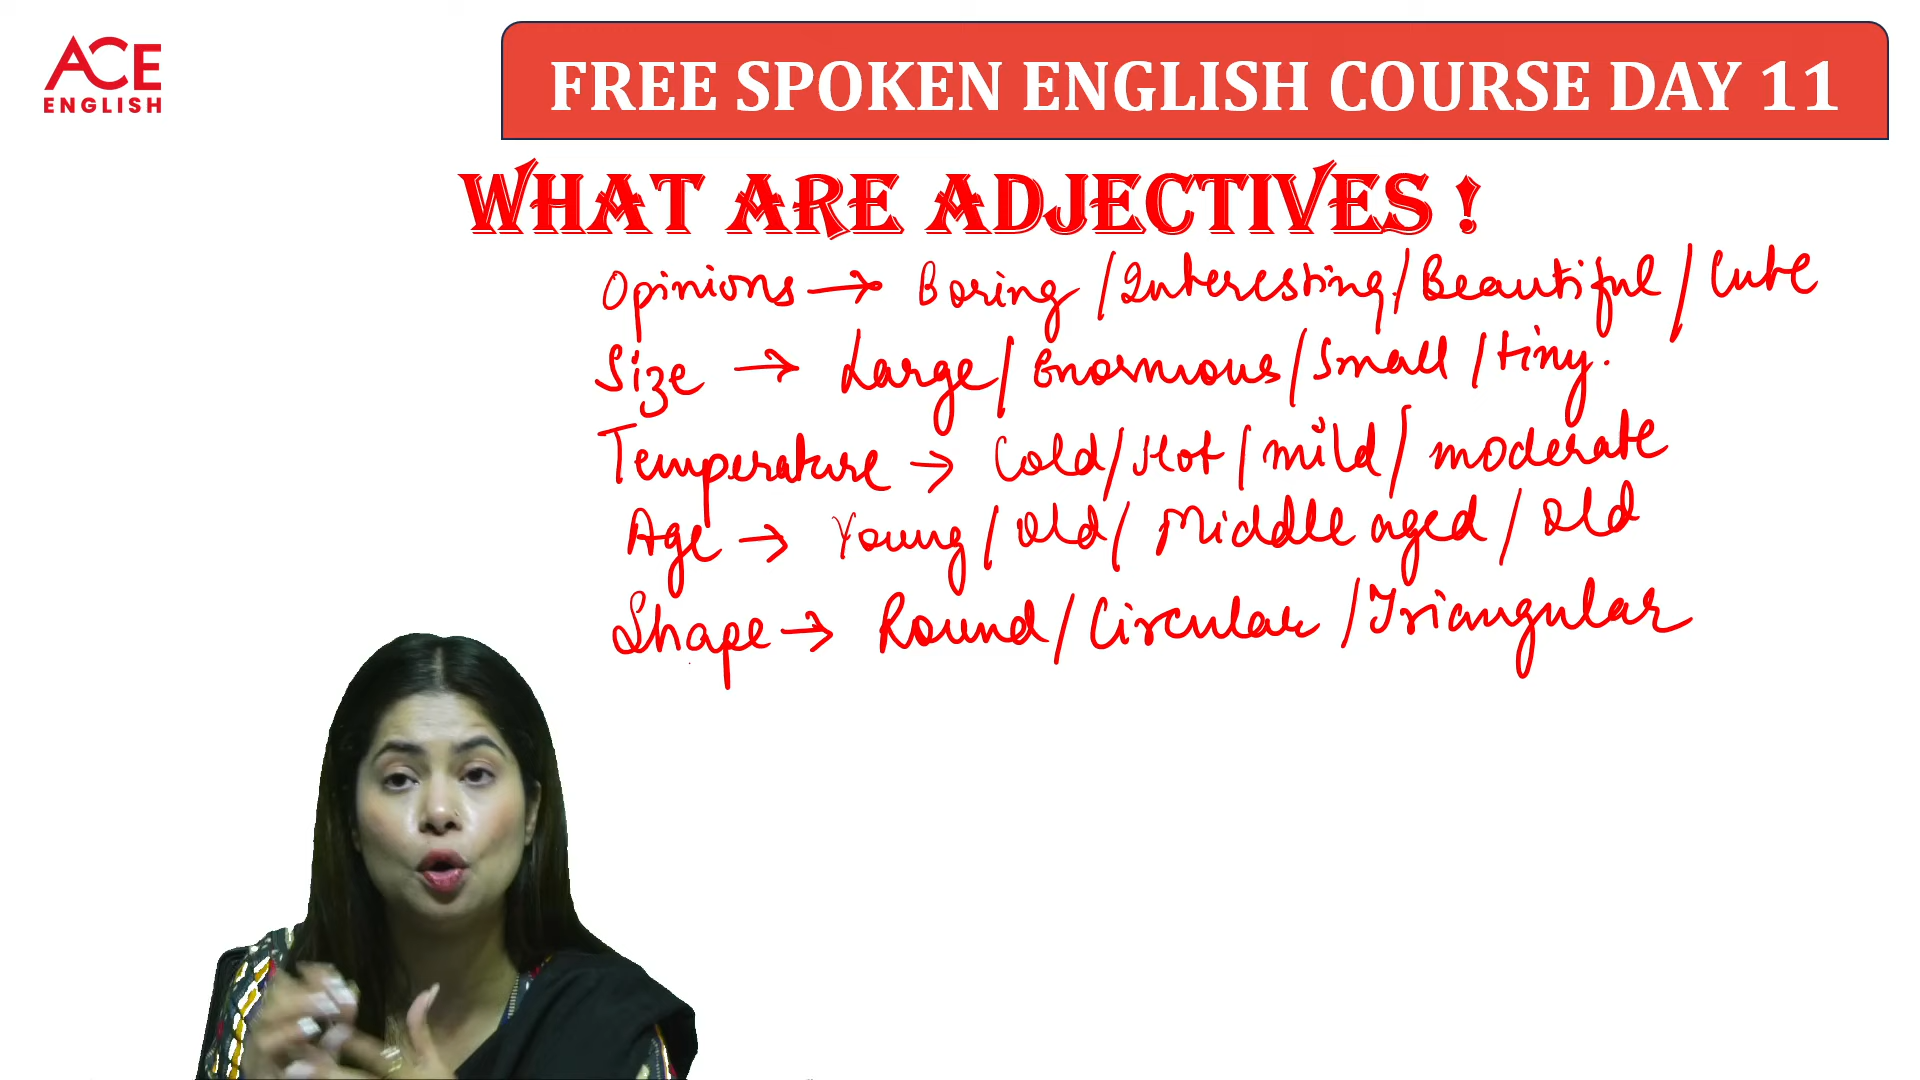 ACE
ENGLISH
FREE SPOKEN ENGLISH COURSE DAY 11
WHAT ARE ADJECTIVES !
Opinions → Boring / Interesting / Beautiful / Cute
Size → Large / Enormous / Small / tiny.
Temperature → Cold / Hot / mild / moderate
Age → Young / Old / Middle aged / Old
Shape → Round / Circular / Triangular